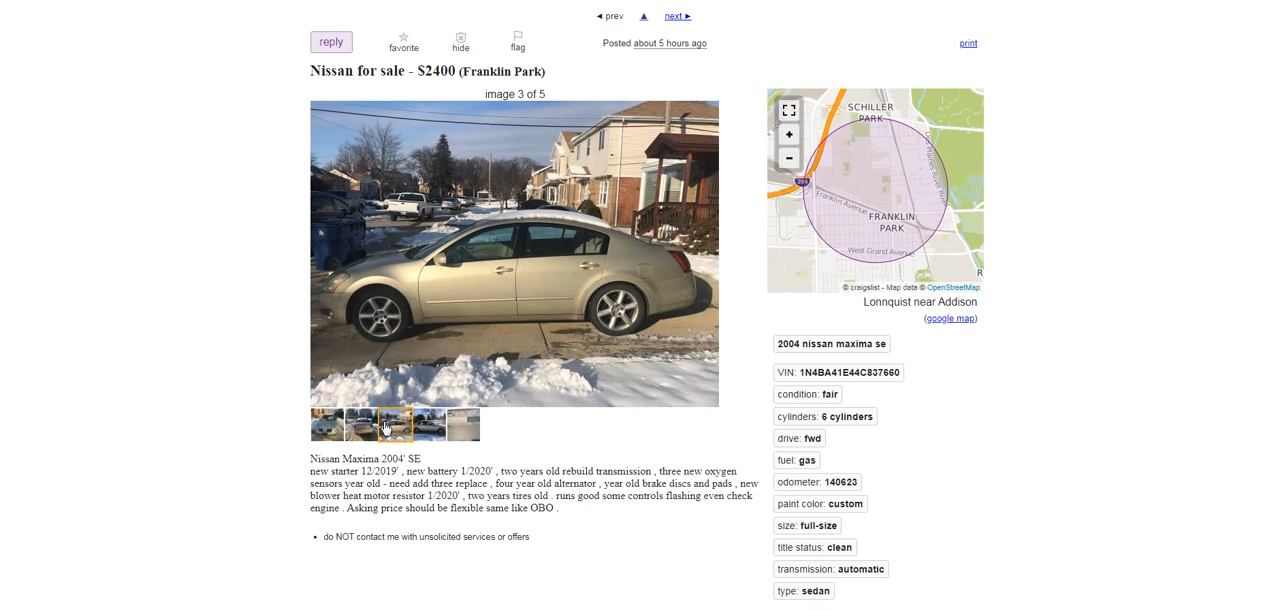 ◄ prev ▲ next ►
reply
favorite
hide
flag
Posted about 5 hours ago
print
Nissan for sale - $2400 (Franklin Park)
image 3 of 5
SCHILLER
PARK
+
-
294
Des Plaines River Road
Franklin Avenue
FRANKLIN
PARK
West Grand Avenue
R
© craigslist - Map data © OpenStreetMap
Lonnquist near Addison
(google map)
2004 nissan maxima se
VIN: 1N4BA41E44C837660
condition: fair
cylinders: 6 cylinders
drive: fwd
fuel: gas
odometer: 140623
paint color: custom
size: full-size
title status: clean
transmission: automatic
type: sedan
Nissan Maxima 2004' SE
new starter 12/2019' , new battery 1/2020' , two years old rebuild transmission , three new oxygen
sensors year old - need add three replace , four year old alternator , year old brake discs and pads , new
blower heat motor resistor 1/2020' , two years tires old . runs good some controls flashing even check
engine . Asking price should be flexible same like OBO .
• do NOT contact me with unsolicited services or offers